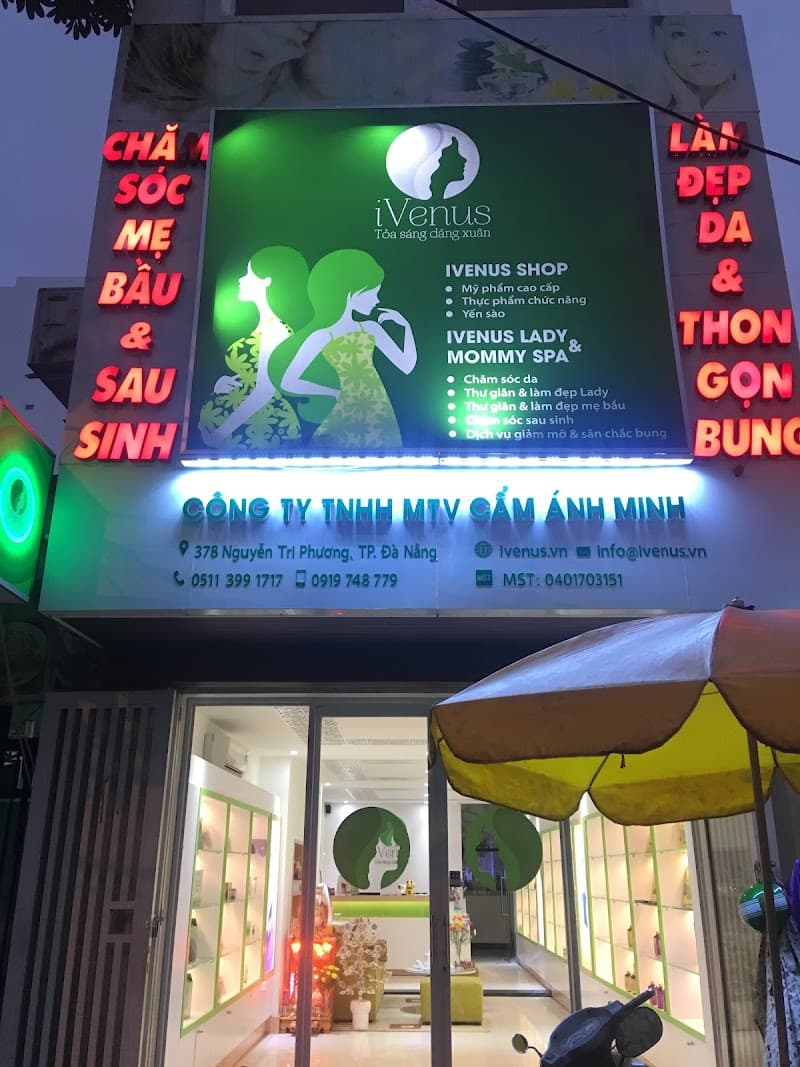 CHĂM
SÓC
MẸ
BẦU
&
SAU
SINH
iVenus
Tỏa sáng dáng xuân
IVENUS SHOP
Mỹ phẩm cao cấp
Thực phẩm chức năng
Yến sào
IVENUS LADY &
MOMMY SPA
Chăm sóc da
Thư giãn & làm đẹp Lady
Thư giãn & làm đẹp mẹ bầu
Chăm sóc sau sinh
Dịch vụ giảm mỡ & săn chắc bụng
LÀM
ĐẸP
DA
&
THON
GỌN
BỤNG
CÔNG TY TNHH MTV CẨM ÁNH MINH
378 Nguyễn Tri Phương, TP. Đà Nẵng
ivenus.vn info@ivenus.vn
0511 399 1717 0919 748 779
MST: 0401703151
iVenus